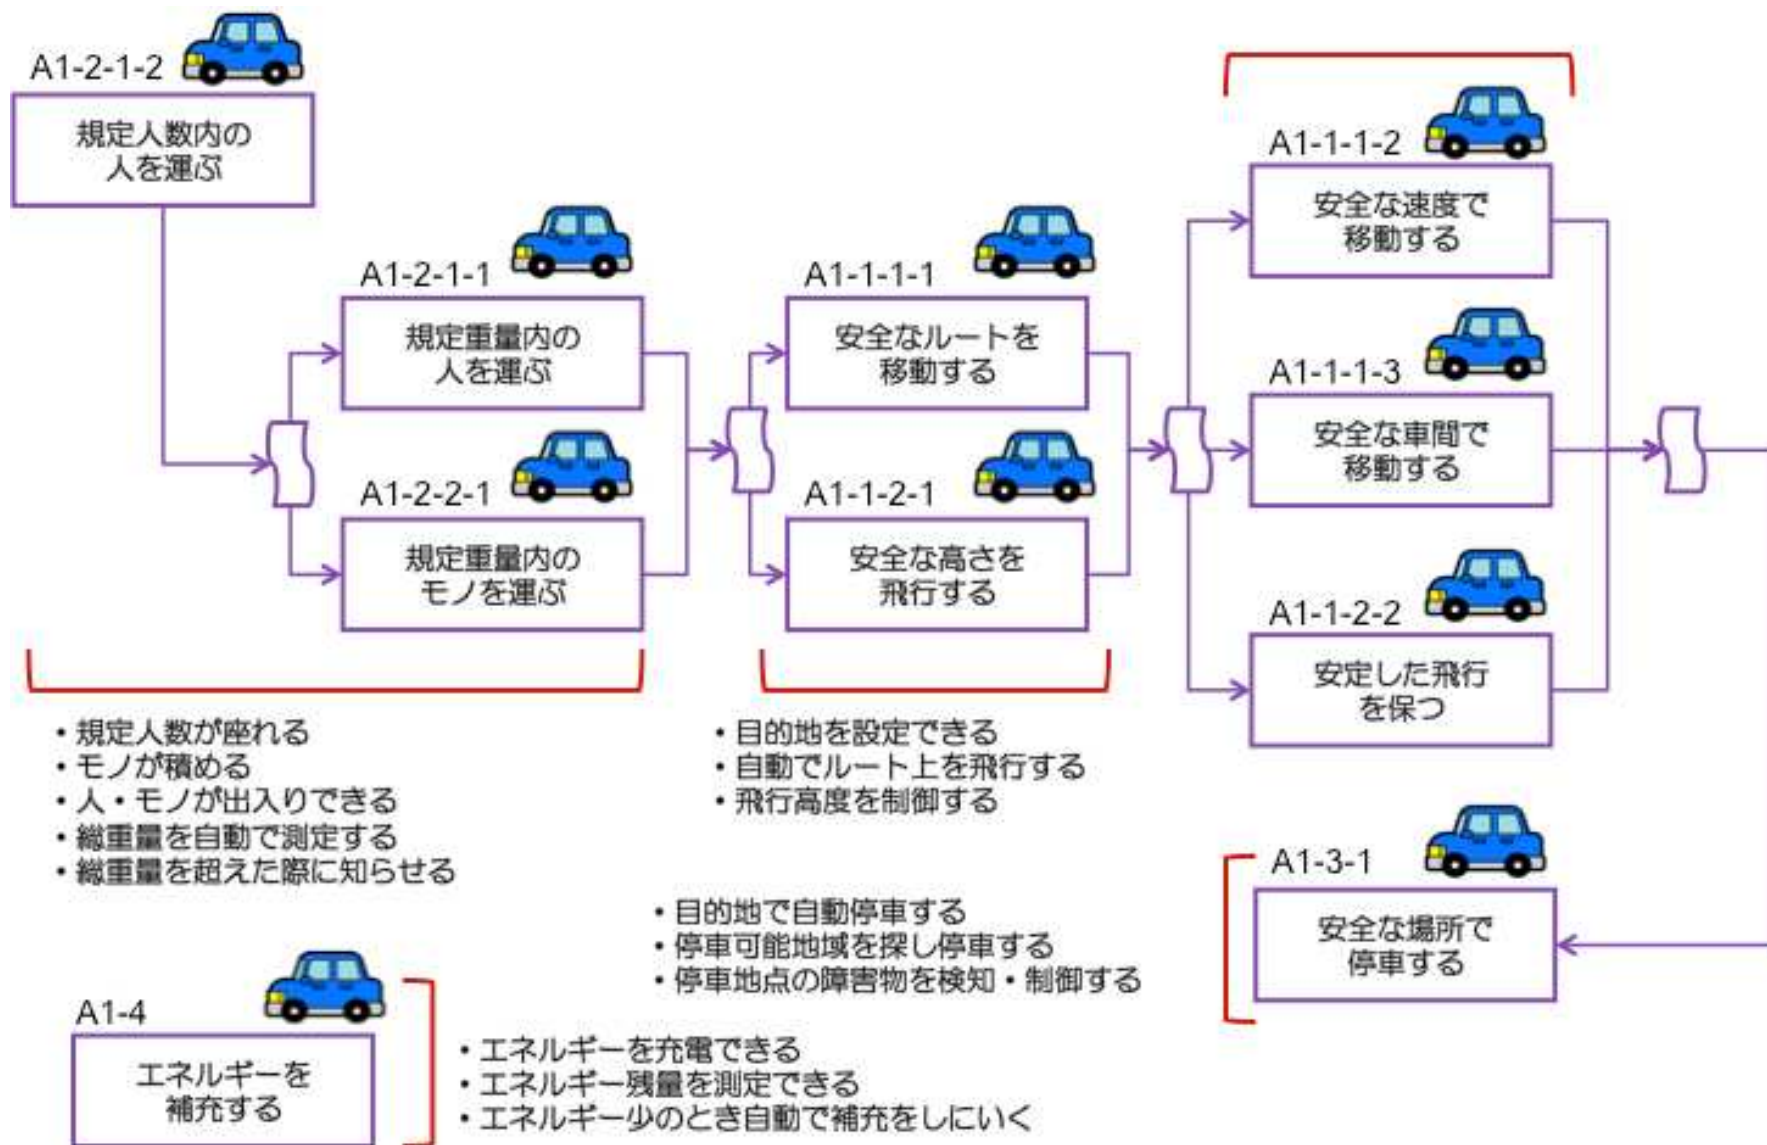 A1-2-1-2
規定人数内の
人を運ぶ
A1-2-1-1
規定重量内の
人を運ぶ
A1-2-2-1
規定重量内の
モノを運ぶ
A1-1-1-1
安全なルートを
移動する
A1-1-2-1
安全な高さを
飛行する
A1-1-1-2
安全な速度で
移動する
A1-1-1-3
安全な車間で
移動する
A1-1-2-2
安定した飛行
を保つ
・規定人数が座れる
・モノが積める
・人・モノが出入りできる
・総重量を自動で測定する
・総重量を超えた際に知らせる
・目的地を設定できる
・自動でルート上を飛行する
・飛行高度を制御する
・目的地で自動停車する
・停車可能地域を探し停車する
・停車地点の障害物を検知・制御する
A1-3-1
安全な場所で
停車する
A1-4
エネルギーを
補充する
・エネルギーを充電できる
・エネルギー残量を測定できる
・エネルギー少のとき自動で補充をしにいく